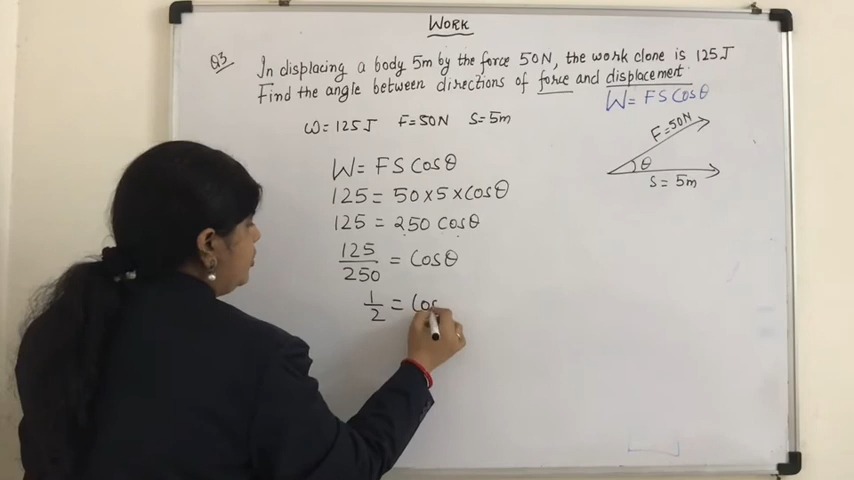 WORK
Q3 In displacing a body 5m by the force 50N, the work clone is 125J
Find the angle between directions of force and displacement.
W= FS Cosθ
W=125J F=50N S=5m
F=50N
θ
S=5m
W= FS Cosθ
125= 50×5×Cosθ
125 = 250 Cosθ
125/250 = Cosθ
1/2 = Cos